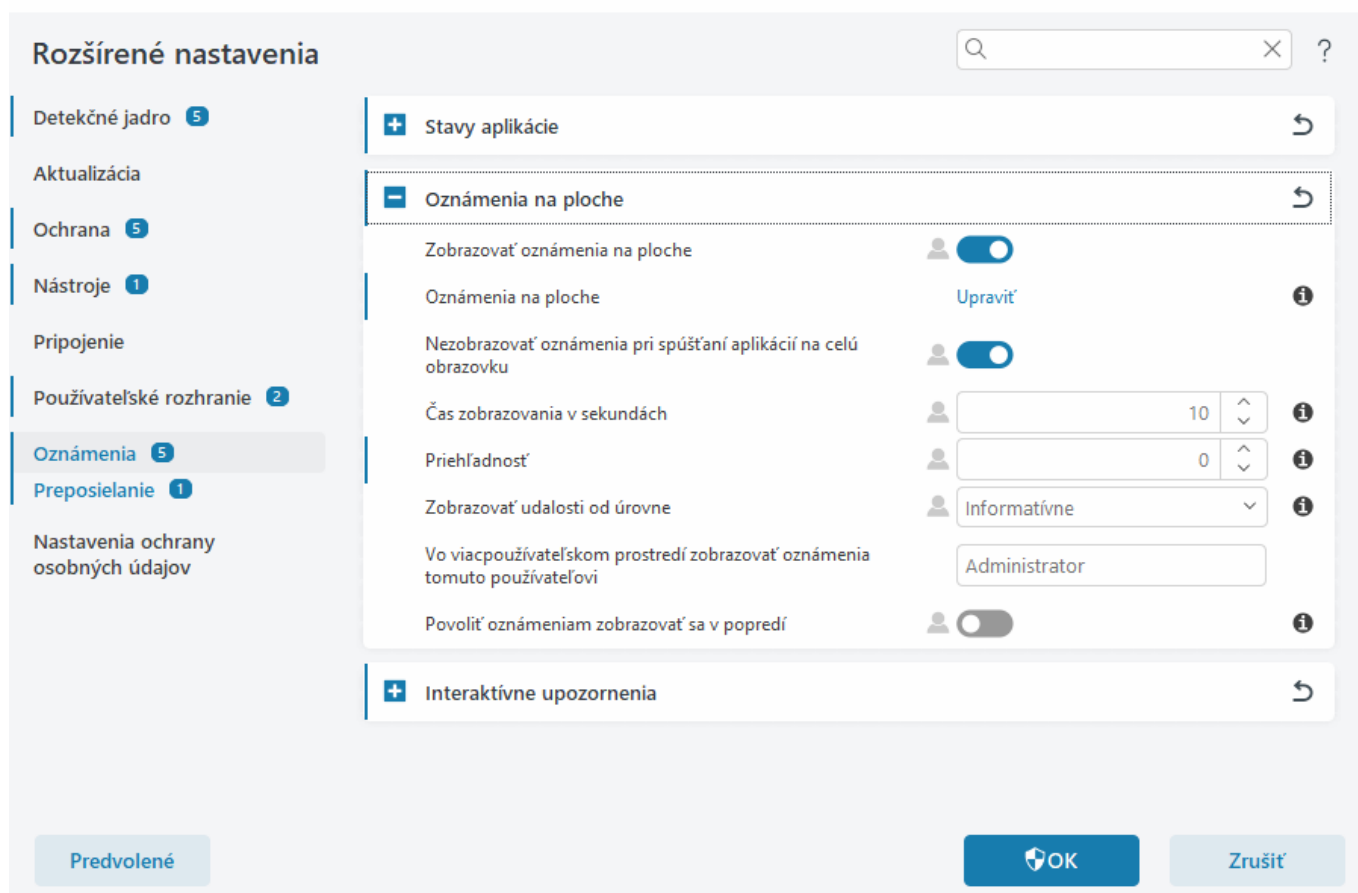 Rozšírené nastavenia
?
Detekčné jadro 5
Aktualizácia
Ochrana 5
Nástroje 1
Pripojenie
Používateľské rozhranie 2
Oznámenia 5
Preposielanie 1
Nastavenia ochrany
osobných údajov
Stavy aplikácie
Oznámenia na ploche
Zobrazovať oznámenia na ploche
Oznámenia na ploche Upraviť
Nezobrazovať oznámenia pri spúšťaní aplikácií na celú
obrazovku
Čas zobrazovania v sekundách 10
Priehľadnosť 0
Zobrazovať udalosti od úrovne Informatívne
Vo viacpoužívateľskom prostredí zobrazovať oznámenia
tomuto používateľovi
Administrator
Povoliť oznámeniam zobrazovať sa v popredí
Interaktívne upozornenia
Predvolené
OK
Zrušiť